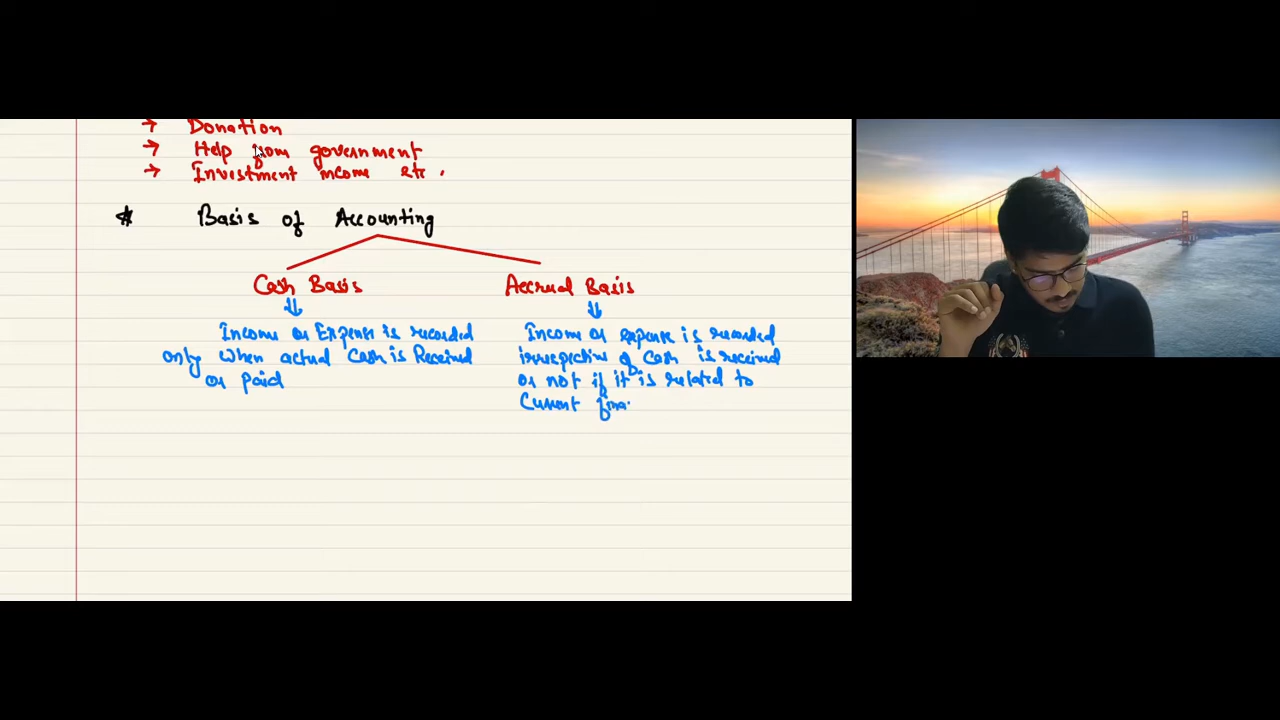 → Donation
→ Help from government
→ Investment income etc.
* Basis of Accounting
Cash Basis
Accrual Basis
Income or Expense is recorded
only when actual Cash is Received
or paid
Income or expense is recorded
irrespective of Cash is received
or not if it is related to
Current fina